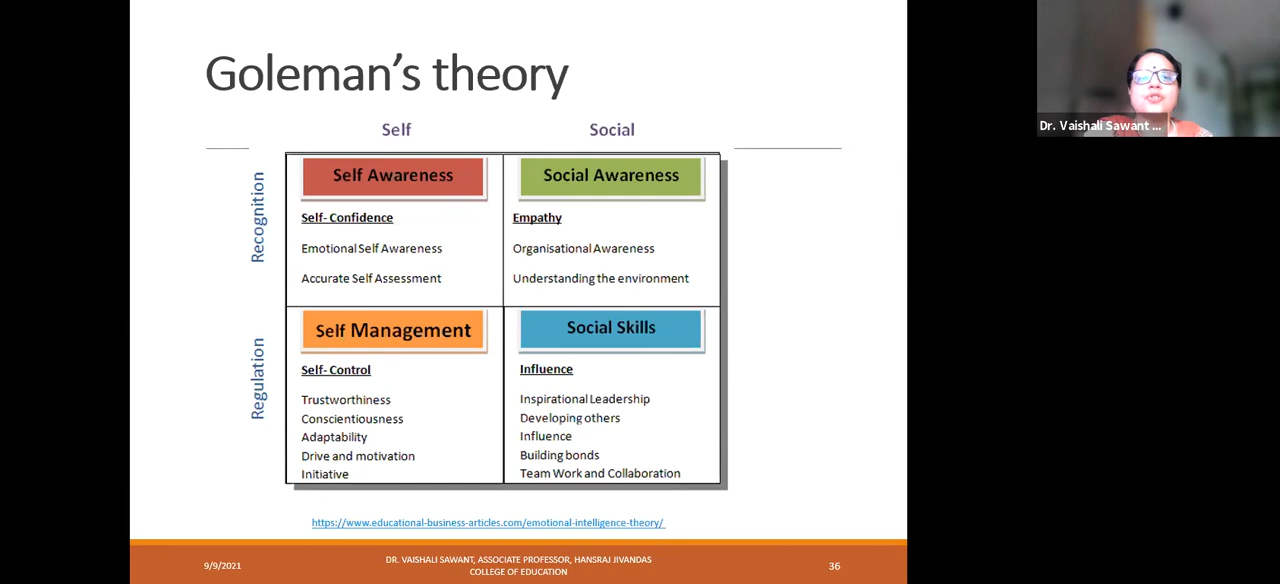 Goleman's theory
Self
Social
Recognition
Self Awareness
Social Awareness
Self- Confidence
Emotional Self Awareness
Accurate Self Assessment
Empathy
Organisational Awareness
Understanding the environment
Regulation
Self Management
Social Skills
Self- Control
Trustworthiness
Conscientiousness
Adaptability
Drive and motivation
Initiative
Influence
Inspirational Leadership
Developing others
Influence
Building bonds
Team Work and Collaboration
https://www.educational-business-articles.com/emotional-intelligence-theory/
9/9/2021
DR. VAISHALI SAWANT, ASSOCIATE PROFESSOR, HANSRAJ JIVANDAS
COLLEGE OF EDUCATION
36
Dr. Vaishali Sawant ...